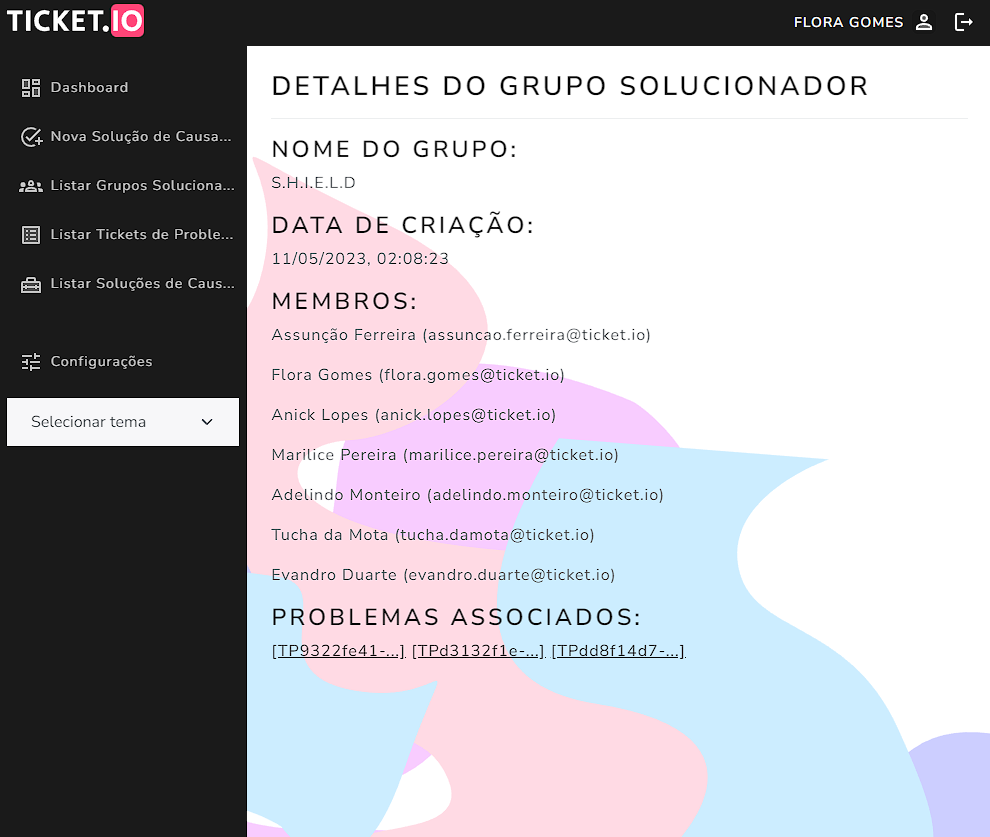 TICKET.IO
FLORA GOMES
Dashboard
Nova Solução de Causa...
Listar Grupos Soluciona...
Listar Tickets de Proble...
Listar Soluções de Caus...
Configurações
Selecionar tema
DETALHES DO GRUPO SOLUCIONADOR
NOME DO GRUPO:
S.H.I.E.L.D
DATA DE CRIAÇÃO:
11/05/2023, 02:08:23
MEMBROS:
Assunção Ferreira (assuncao.ferreira@ticket.io)
Flora Gomes (flora.gomes@ticket.io)
Anick Lopes (anick.lopes@ticket.io)
Marilice Pereira (marilice.pereira@ticket.io)
Adelindo Monteiro (adelindo.monteiro@ticket.io)
Tucha da Mota (tucha.damota@ticket.io)
Evandro Duarte (evandro.duarte@ticket.io)
PROBLEMAS ASSOCIADOS:
[TP9322fe41-...] [TPd3132f1e-...] [TPdd8f14d7-...]